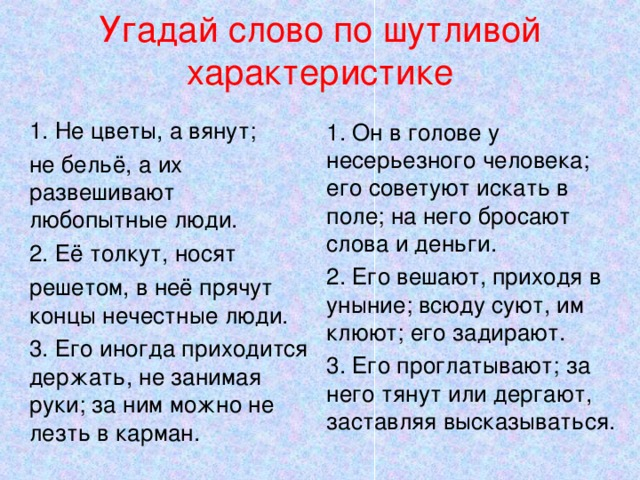 Угадай слово по шутливой
характеристике
1. Не цветы, а вянут;
не бельё, а их
развешивают
любопытные люди.
2. Её толкут, носят
решетом, в неё прячут
концы нечестные люди.
3. Его иногда приходится
держать, не занимая
руки; за ним можно не
лезть в карман.
1. Он в голове у
несерьезного человека;
его советуют искать в
поле; на него бросают
слова и деньги.
2. Его вешают, приходя в
уныние; всюду суют, им
клюют; его задирают.
3. Его проглатывают; за
него тянут или дергают,
заставляя высказываться.